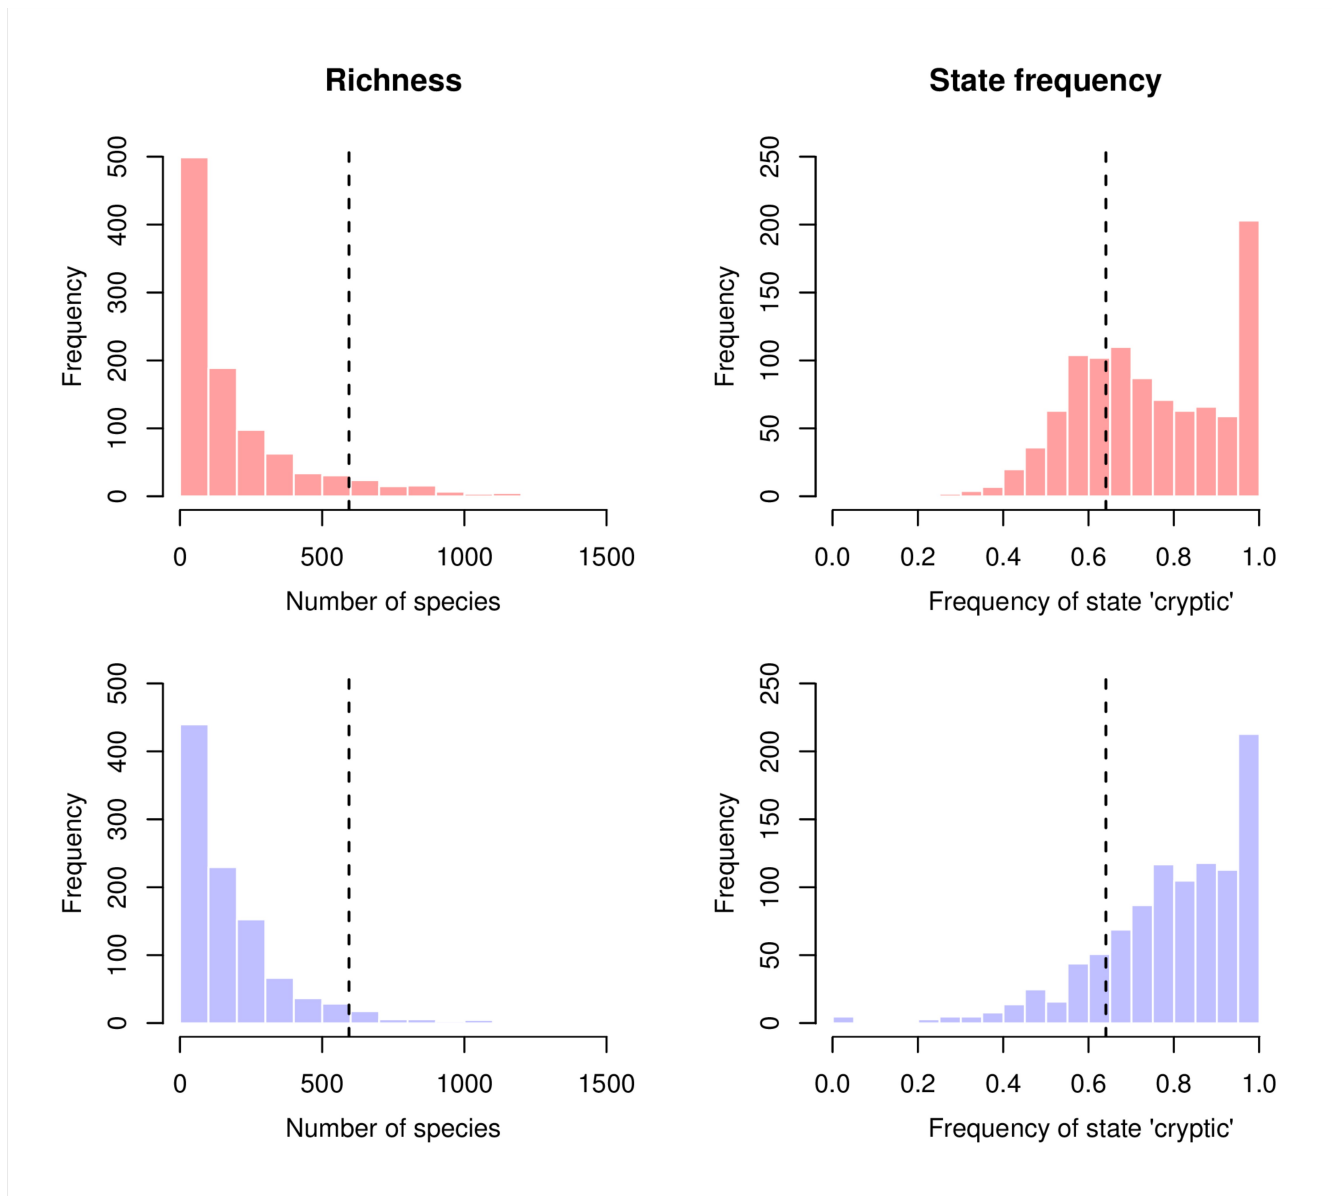 Richness
State frequency
500
400
300
200
100
0
Frequency
0 500 1000 1500
Number of species
250
200
150
100
50
0
Frequency
0.0 0.2 0.4 0.6 0.8 1.0
Frequency of state 'cryptic'
500
400
300
200
100
0
Frequency
0 500 1000 1500
Number of species
250
200
150
100
50
0
Frequency
0.0 0.2 0.4 0.6 0.8 1.0
Frequency of state 'cryptic'